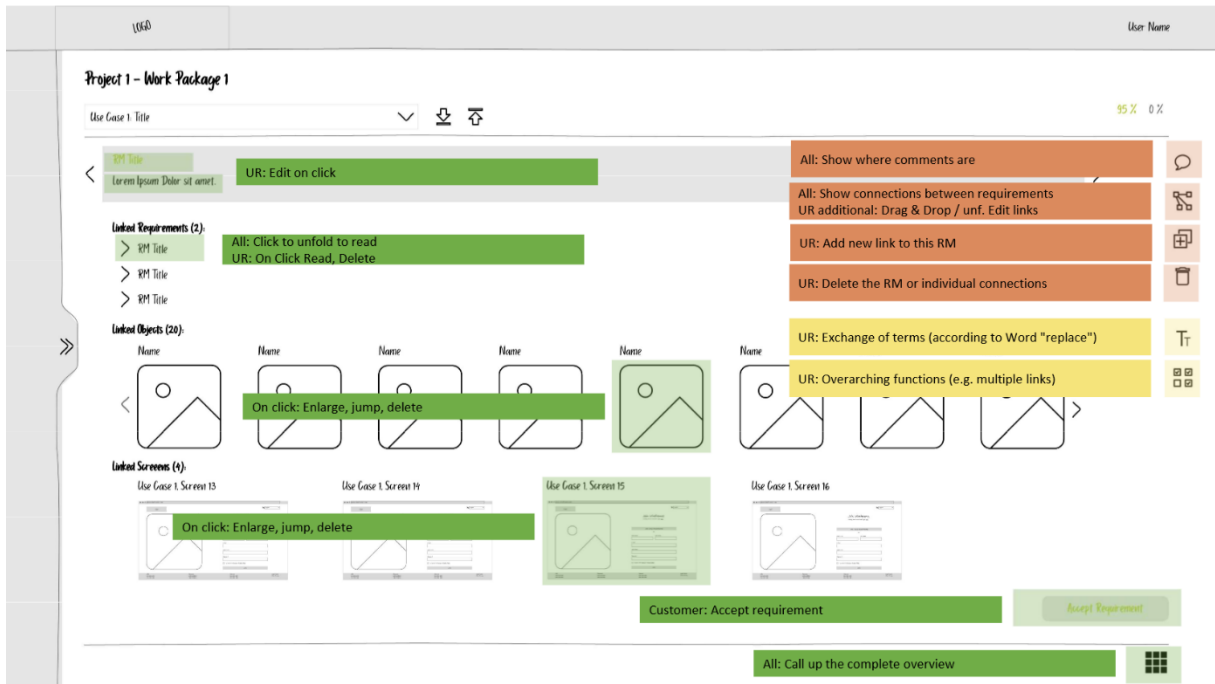 LOGO
User Name
Project 1 - Work Package 1
Use Case 1: Title
95 % 0 %
RM Title
Lorem Ipsum Dolor sit amet.
UR: Edit on click
All: Show where comments are
All: Show connections between requirements
UR additional: Drag & Drop / unf. Edit links
UR: Add new link to this RM
UR: Delete the RM or individual connections
Linked Requirements (2):
RM Title
All: Click to unfold to read
UR: On Click Read, Delete
RM Title
RM Title
UR: Exchange of terms (according to Word "replace")
UR: Overarching functions (e.g. multiple links)
Linked Objects (20):
Name Name Name Name Name Name
On click: Enlarge, jump, delete
Linked Screeens (4):
Use Case 1, Screen 13 Use Case 1, Screen 14 Use Case 1, Screen 15 Use Case 1, Screen 16
On click: Enlarge, jump, delete
Customer: Accept requirement
Accept Requirement
All: Call up the complete overview